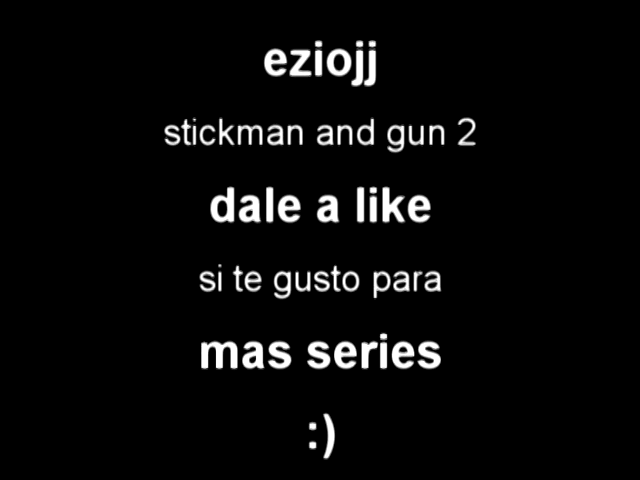 eziojj
stickman and gun 2
dale a like
si te gusto para
mas series
:)